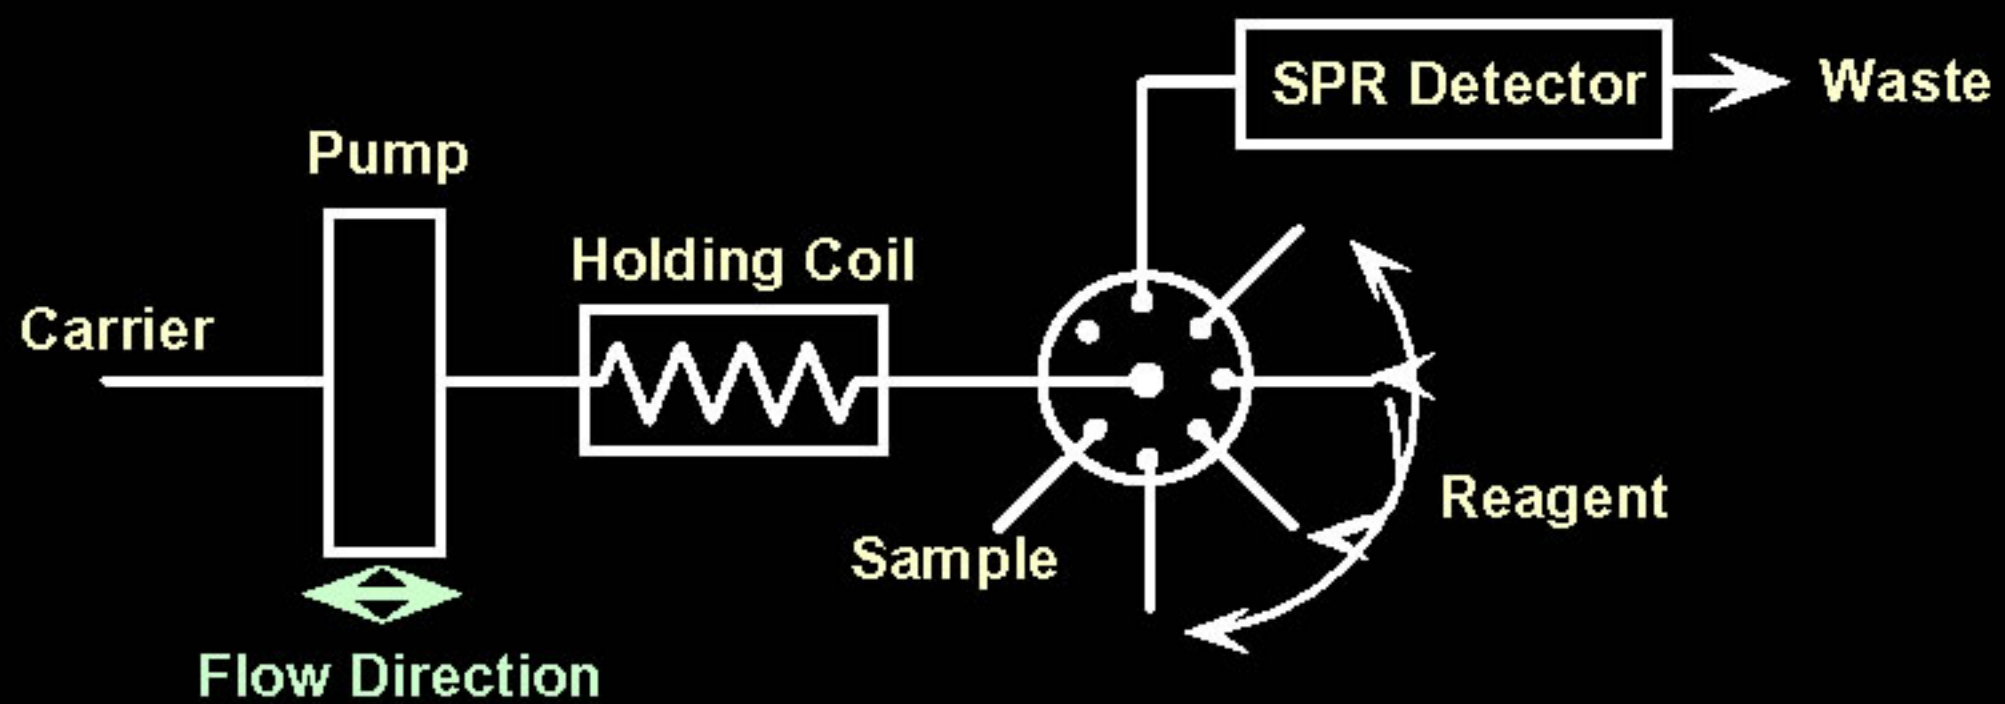 SPR Detector
Waste
Pump
Holding Coil
Carrier
Reagent
Sample
Flow Direction